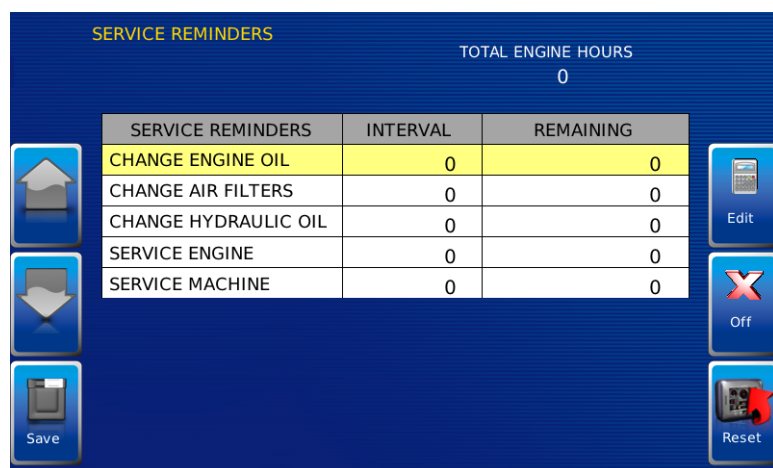 SERVICE REMINDERS
TOTAL ENGINE HOURS
0
SERVICE REMINDERS INTERVAL REMAINING
CHANGE ENGINE OIL 0 0
CHANGE AIR FILTERS 0 0
CHANGE HYDRAULIC OIL 0 0
SERVICE ENGINE 0 0
SERVICE MACHINE 0 0
Edit
Off
Save
Reset